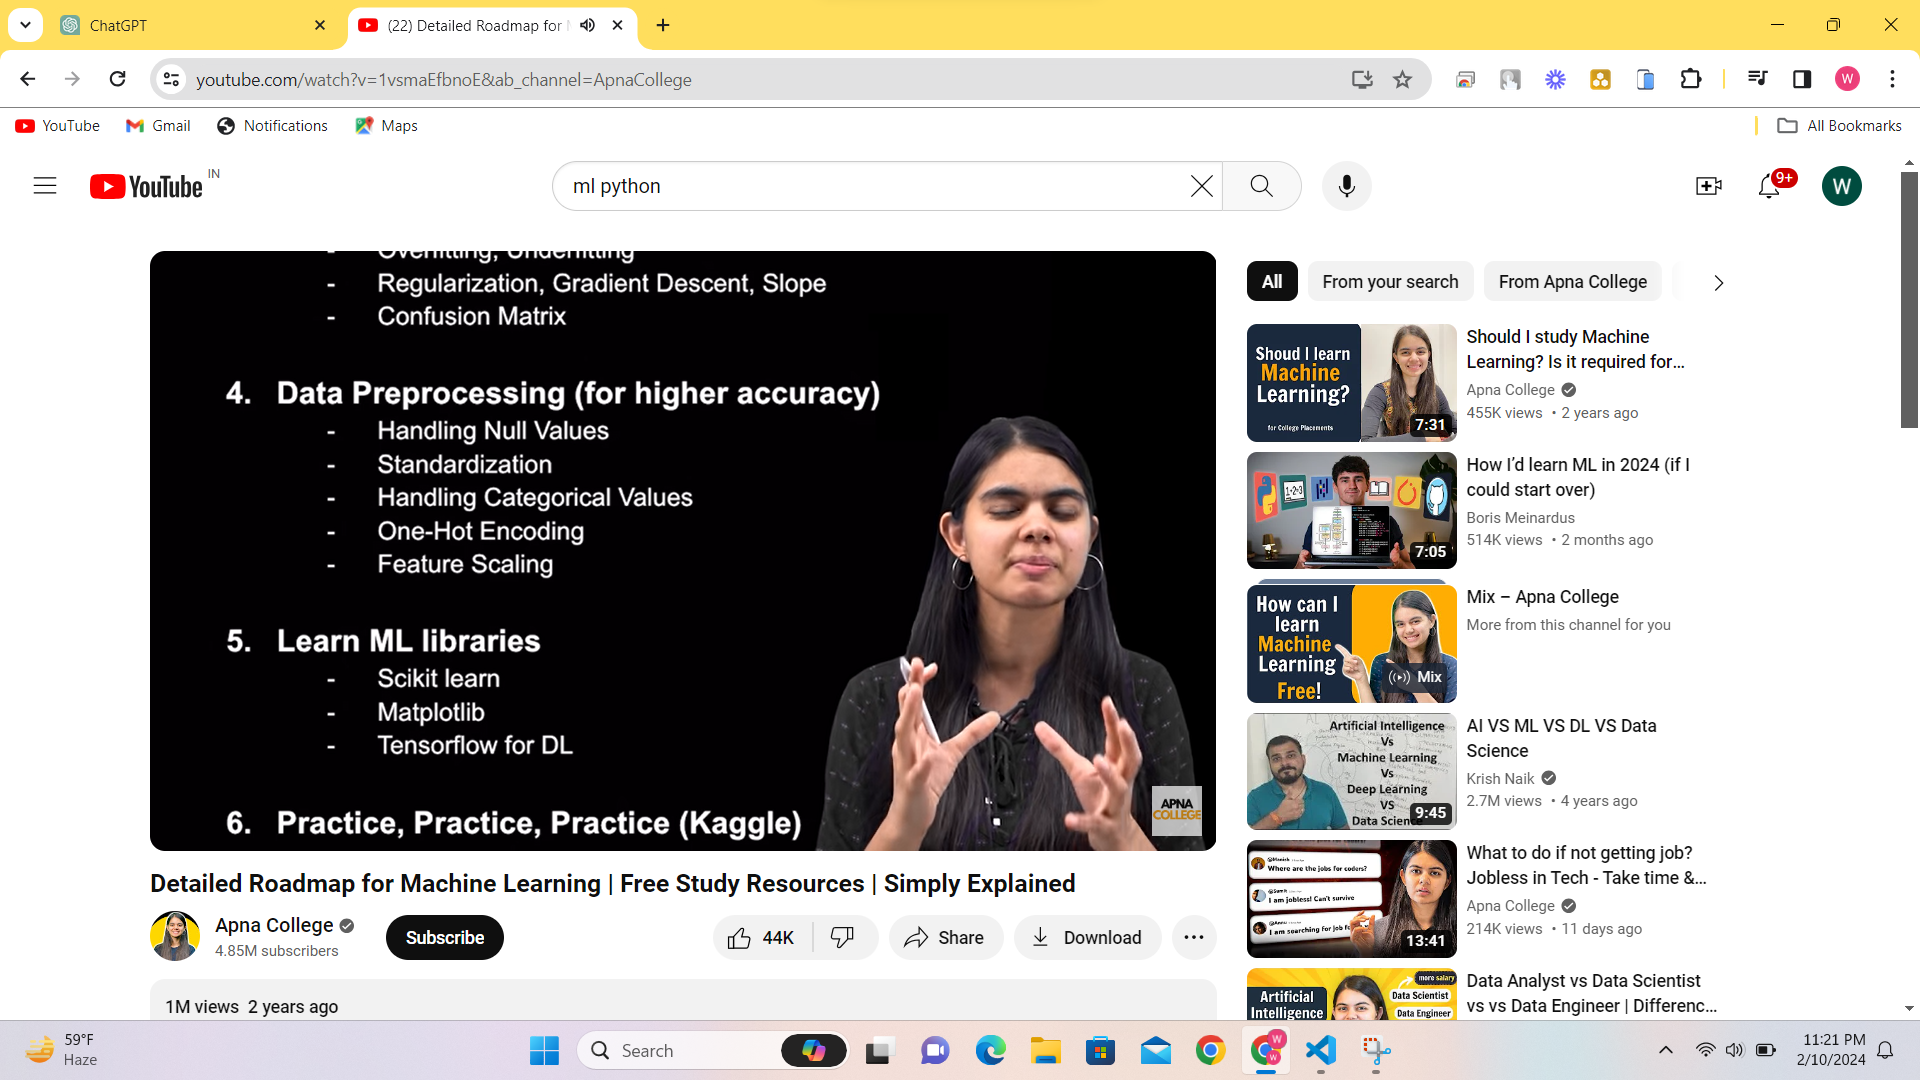 ChatGPT
(22) Detailed Roadmap for
youtube.com/watch?v=1vsmaEfbnoE&ab_channel=ApnaCollege
W
YouTube
Gmail
Notifications
Maps
All Bookmarks
YouTube IN
ml python
9+
W
Overfitting, Underfitting
- Regularization, Gradient Descent, Slope
- Confusion Matrix
4. Data Preprocessing (for higher accuracy)
- Handling Null Values
- Standardization
- Handling Categorical Values
- One-Hot Encoding
- Feature Scaling
5. Learn ML libraries
- Scikit learn
- Matplotlib
- Tensorflow for DL
6. Practice, Practice, Practice (Kaggle)
APNA
COLLEGE
Detailed Roadmap for Machine Learning | Free Study Resources | Simply Explained
Apna College
4.85M subscribers
Subscribe
44K
Share
Download
1M views 2 years ago
All
From your search
From Apna College
Shoud I learn
Machine
Learning?
for College Placements
7:31
Should I study Machine
Learning? Is it required for...
Apna College
455K views • 2 years ago
7:05
How I'd learn ML in 2024 (if I
could start over)
Boris Meinardus
514K views • 2 months ago
How can I
learn
Machine
Learning
Free!
Mix
Mix – Apna College
More from this channel for you
Artificial Intelligence
Vs
Machine Learning
Vs
Deep Learning
VS
Data Science
9:45
AI VS ML VS DL VS Data
Science
Krish Naik
2.7M views • 4 years ago
Where are the jobs for coders?
I am jobless! Can't survive
I am searching for job
13:41
What to do if not getting job?
Jobless in Tech - Take time &...
Apna College
214K views • 11 days ago
more salary
Artificial
Intelligence
Data Scientist
Data Engineer
Data Analyst vs Data Scientist
vs vs Data Engineer | Differenc...
59°F
Haze
Search
W
W
11:21 PM
2/10/2024